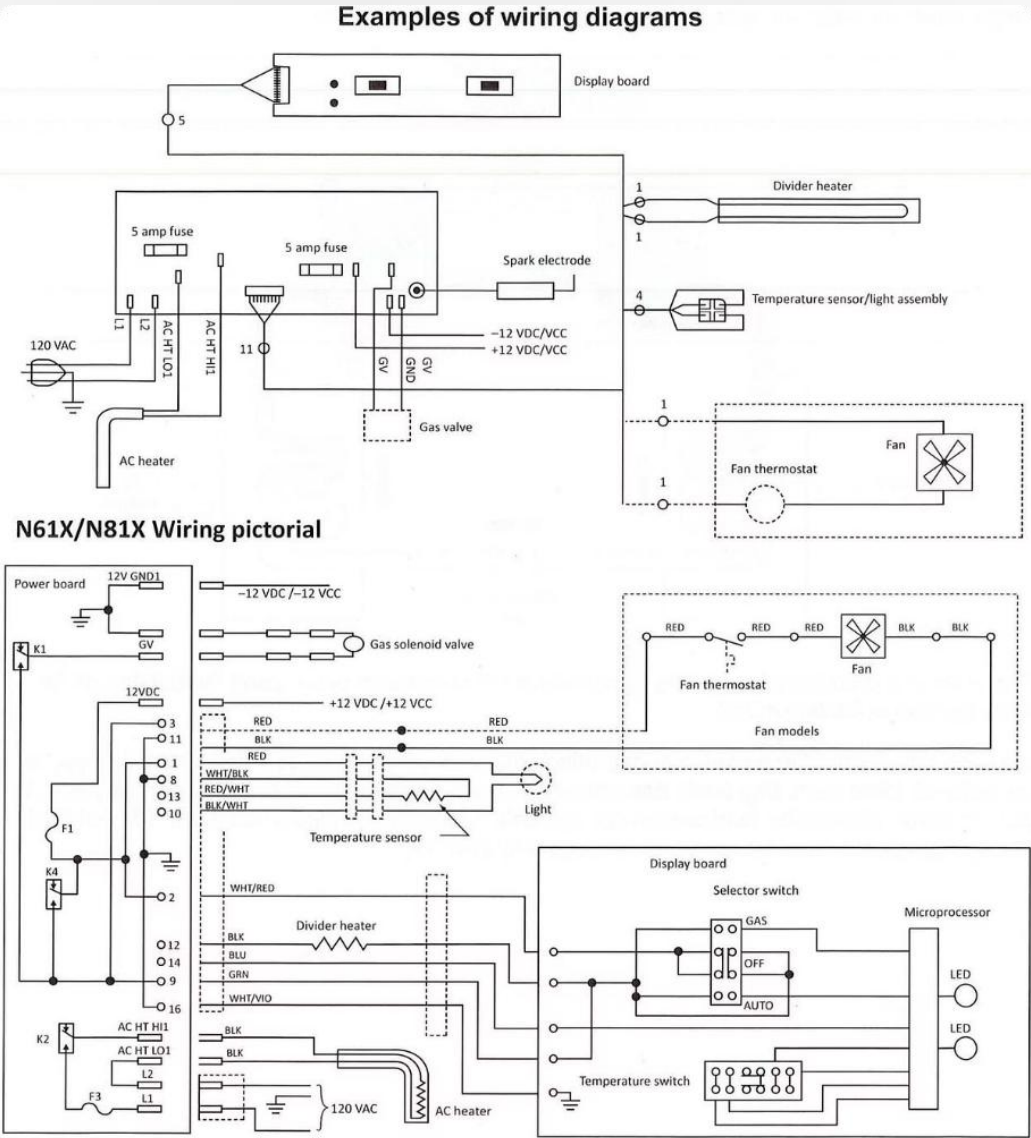 Examples of wiring diagrams
Display board
5
1
Divider heater
1
5 amp fuse
5 amp fuse
Spark electrode
4
Temperature sensor/light assembly
L1
L2
AC HT LO1
AC HT HI1
11
–12 VDC/VCC
+12 VDC/VCC
120 VAC
GV
GND
GV
Gas valve
AC heater
1
Fan
Fan thermostat
1
N61X/N81X Wiring pictorial
Power board
12V GND1
–12 VDC /–12 VCC
K1
GV
Gas solenoid valve
RED
RED
RED
BLK
BLK
Fan thermostat
Fan
12VDC
+12 VDC /+12 VCC
Fan models
3
RED
RED
11
BLK
BLK
1
RED
8
WHT/BLK
13
RED/WHT
10
BLK/WHT
Light
F1
Temperature sensor
K4
2
WHT/RED
Display board
Selector switch
GAS
Microprocessor
12
BLK
Divider heater
14
BLU
OFF
9
GRN
LED
16
WHT/VIO
AUTO
K2
AC HT HI1
BLK
LED
AC HT LO1
BLK
L2
Temperature switch
F3
L1
120 VAC
AC heater